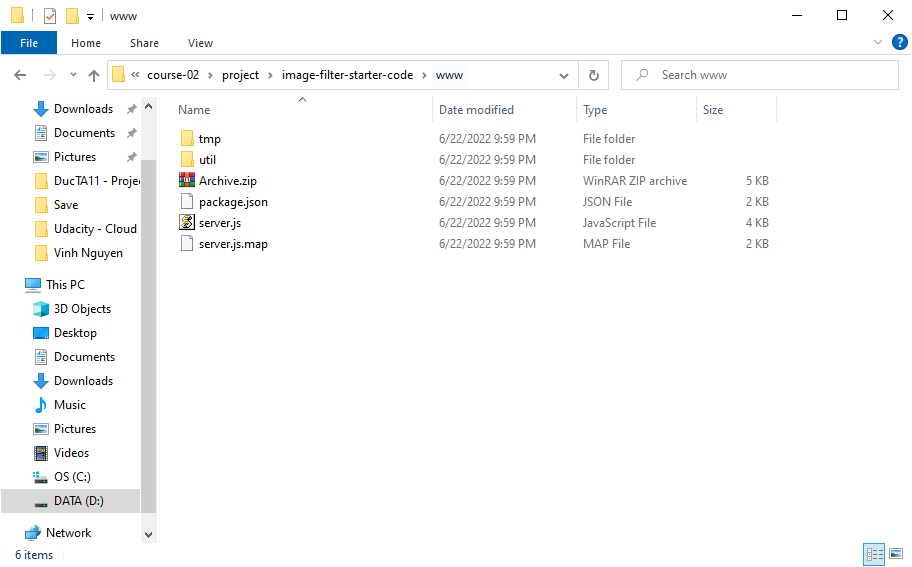 www
File Home Share View
« course-02 > project > image-filter-starter-code > www
Search www
Downloads
Documents
Pictures
DucTA11 - Proje
Save
Udacity - Cloud
Vinh Nguyen
This PC
3D Objects
Desktop
Documents
Downloads
Music
Pictures
Videos
OS (C:)
DATA (D:)
Network
Name Date modified Type Size
tmp 6/22/2022 9:59 PM File folder
util 6/22/2022 9:59 PM File folder
Archive.zip 6/22/2022 9:59 PM WinRAR ZIP archive 5 KB
package.json 6/22/2022 9:59 PM JSON File 2 KB
server.js 6/22/2022 9:59 PM JavaScript File 4 KB
server.js.map 6/22/2022 9:59 PM MAP File 2 KB
6 items